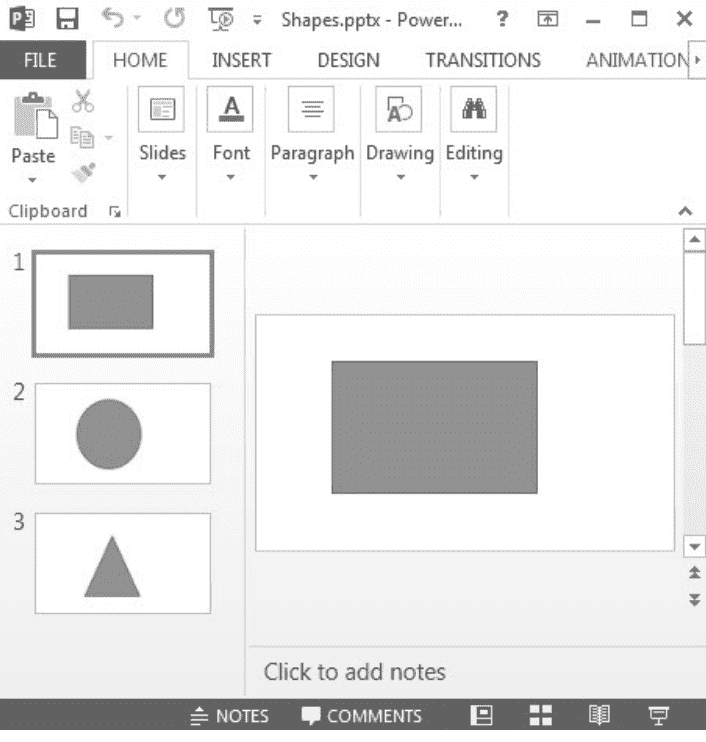 Shapes.pptx - Power... ?
FILE HOME INSERT DESIGN TRANSITIONS ANIMATION
Paste Slides Font Paragraph Drawing Editing
Clipboard
1
2
3
Click to add notes
NOTES COMMENTS